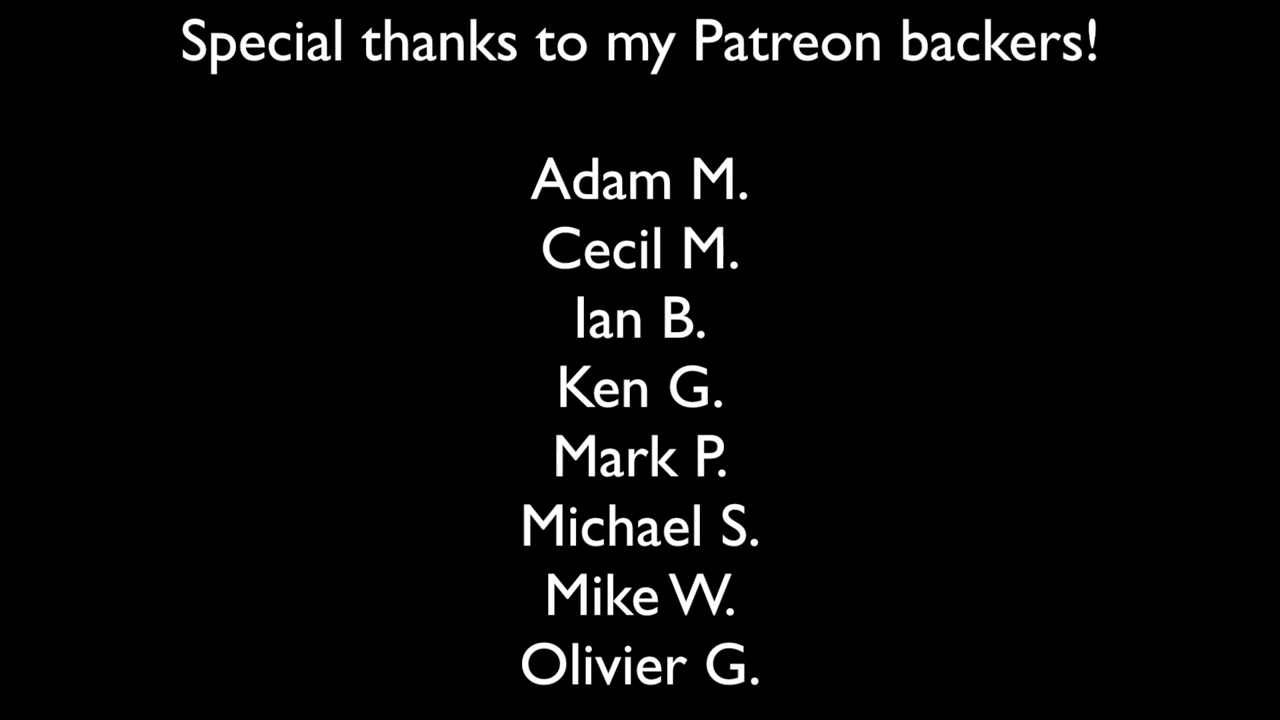 Special thanks to my Patreon backers!
Adam M.
Cecil M.
Ian B.
Ken G.
Mark P.
Michael S.
Mike W.
Olivier G.